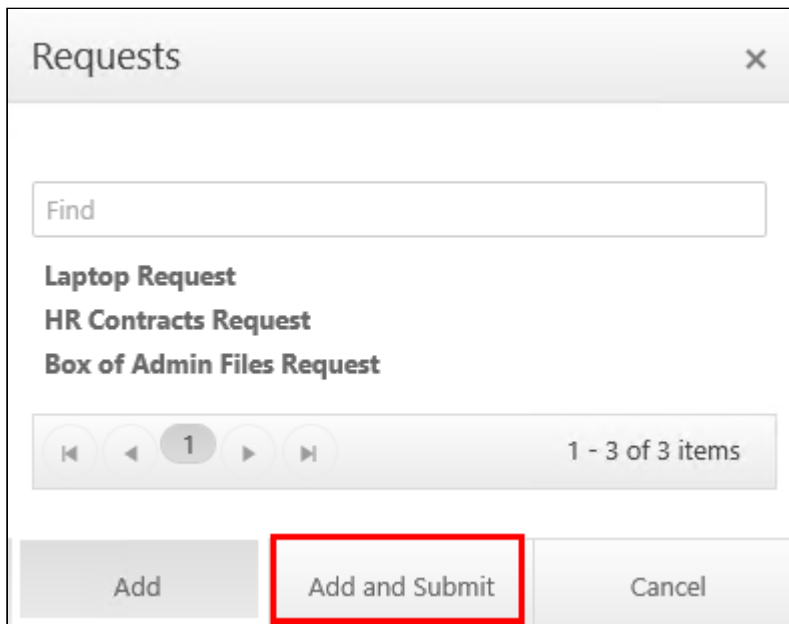 Requests
Find
Laptop Request
HR Contracts Request
Box of Admin Files Request
1 1 - 3 of 3 items
Add Add and Submit Cancel